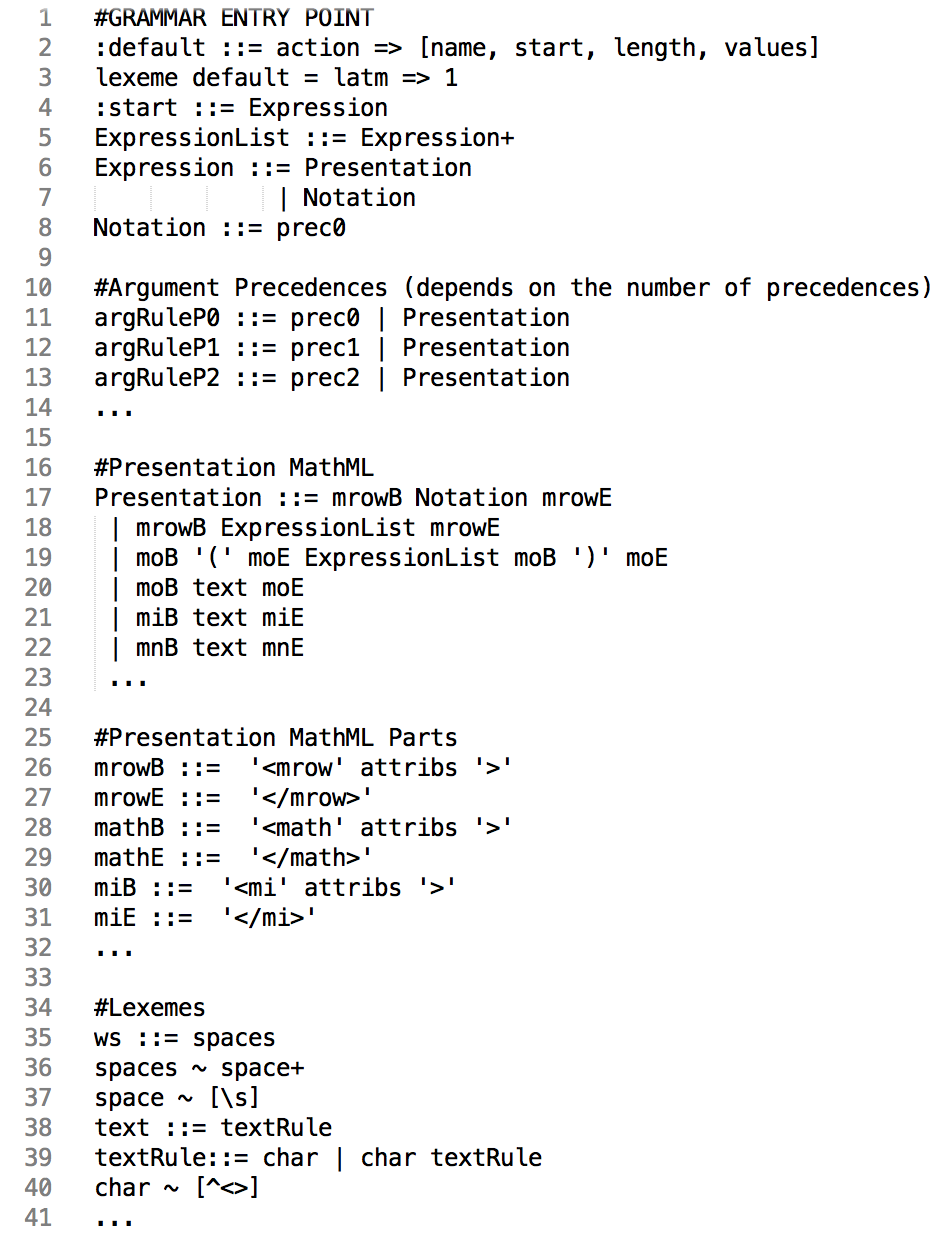 1 #GRAMMAR ENTRY POINT
2 :default ::= action => [name, start, length, values]
3 lexeme default = latm => 1
4 :start ::= Expression
5 ExpressionList ::= Expression+
6 Expression ::= Presentation
7 | Notation
8 Notation ::= prec0
9
10 #Argument Precedences (depends on the number of precedences)
11 argRuleP0 ::= prec0 | Presentation
12 argRuleP1 ::= prec1 | Presentation
13 argRuleP2 ::= prec2 | Presentation
14 ...
15
16 #Presentation MathML
17 Presentation ::= mrowB Notation mrowE
18 | mrowB ExpressionList mrowE
19 | moB '(' moE ExpressionList moB ')' moE
20 | moB text moE
21 | miB text miE
22 | mnB text mnE
23 ...
24
25 #Presentation MathML Parts
26 mrowB ::=  '<mrow' attribs '>'
27 mrowE ::=  '</mrow>'
28 mathB ::=  '<math' attribs '>'
29 mathE ::=  '</math>'
30 miB ::=  '<mi' attribs '>'
31 miE ::=  '</mi>'
32 ...
33
34 #Lexemes
35 ws ::= spaces
36 spaces ~ space+
37 space ~ [\s]
38 text ::= textRule
39 textRule::= char | char textRule
40 char ~ [^<>]
41 ...